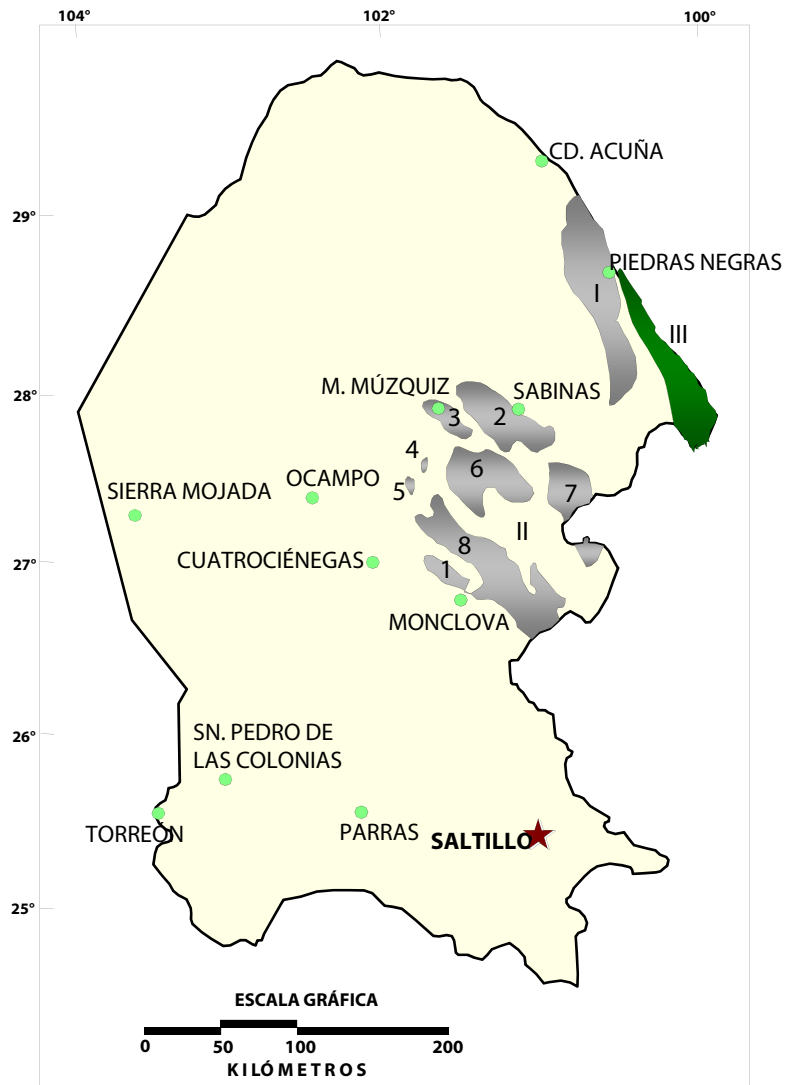 104° 102° 100°
CD. ACUÑA
29°
PIEDRAS NEGRAS
I
III
28°
M. MÚZQUIZ
SABINAS
3
2
4
6
OCAMPO
SIERRA MOJADA
5
7
II
8
27°
CUATROCIÉNEGAS
1
MONCLOVA
26°
SN. PEDRO DE
LAS COLONIAS
TORREÓN
PARRAS
SALTILLO
25°
ESCALA GRÁFICA
0 50 100 200
KILÓMETROS